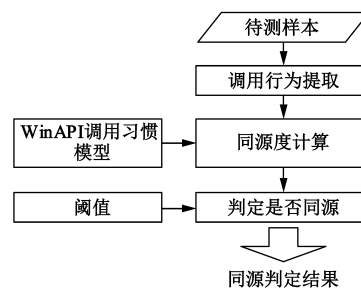 待测样本
调用行为提取
WinAPI调用习惯
模型
同源度计算
阈值
判定是否同源
同源判定结果